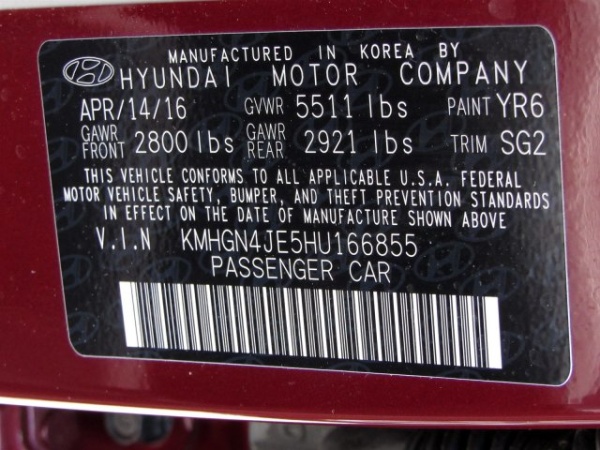 MANUFACTURED IN KOREA BY
HYUNDAI MOTOR COMPANY
APR/14/16 GVWR 5511 lbs PAINT YR6
GAWR FRONT 2800 lbs GAWR REAR 2921 lbs TRIM SG2
THIS VEHICLE CONFORMS TO ALL APPLICABLE U.S.A. FEDERAL
MOTOR VEHICLE SAFETY, BUMPER, AND THEFT PREVENTION STANDARDS
IN EFFECT ON THE DATE OF MANUFACTURE SHOWN ABOVE
V.I.N KMHGN4JE5HU166855
PASSENGER CAR